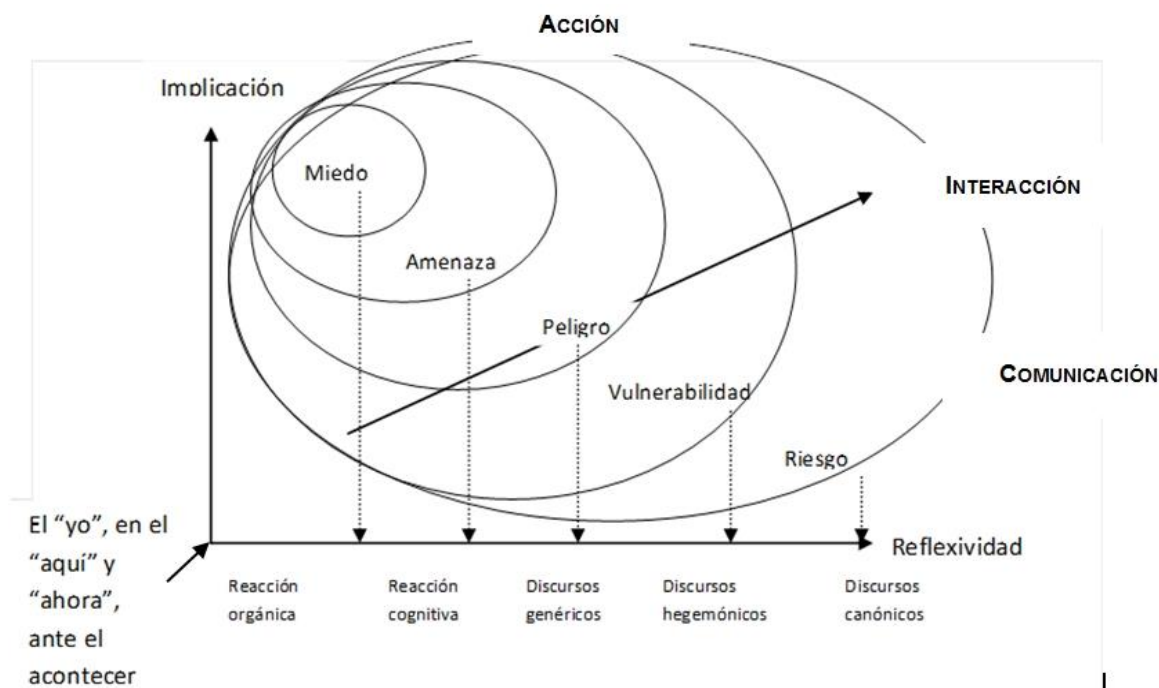 ACCIÓN
Implicación
Miedo
INTERACCIÓN
Amenaza
Peligro
COMUNICACIÓN
Vulnerabilidad
Riesgo
El “yo”, en el
“aquí” y
“ahora”,
ante el
acontecer
Reflexividad
Reacción
orgánica
Reacción
cognitiva
Discursos
genéricos
Discursos
hegemónicos
Discursos
canónicos